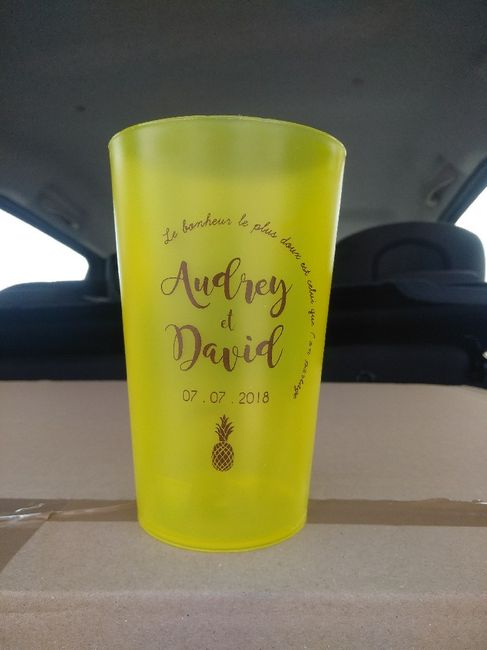 Le bonheur le plus doux est celui que l'on partage
Audrey
et
David
07.07.2018